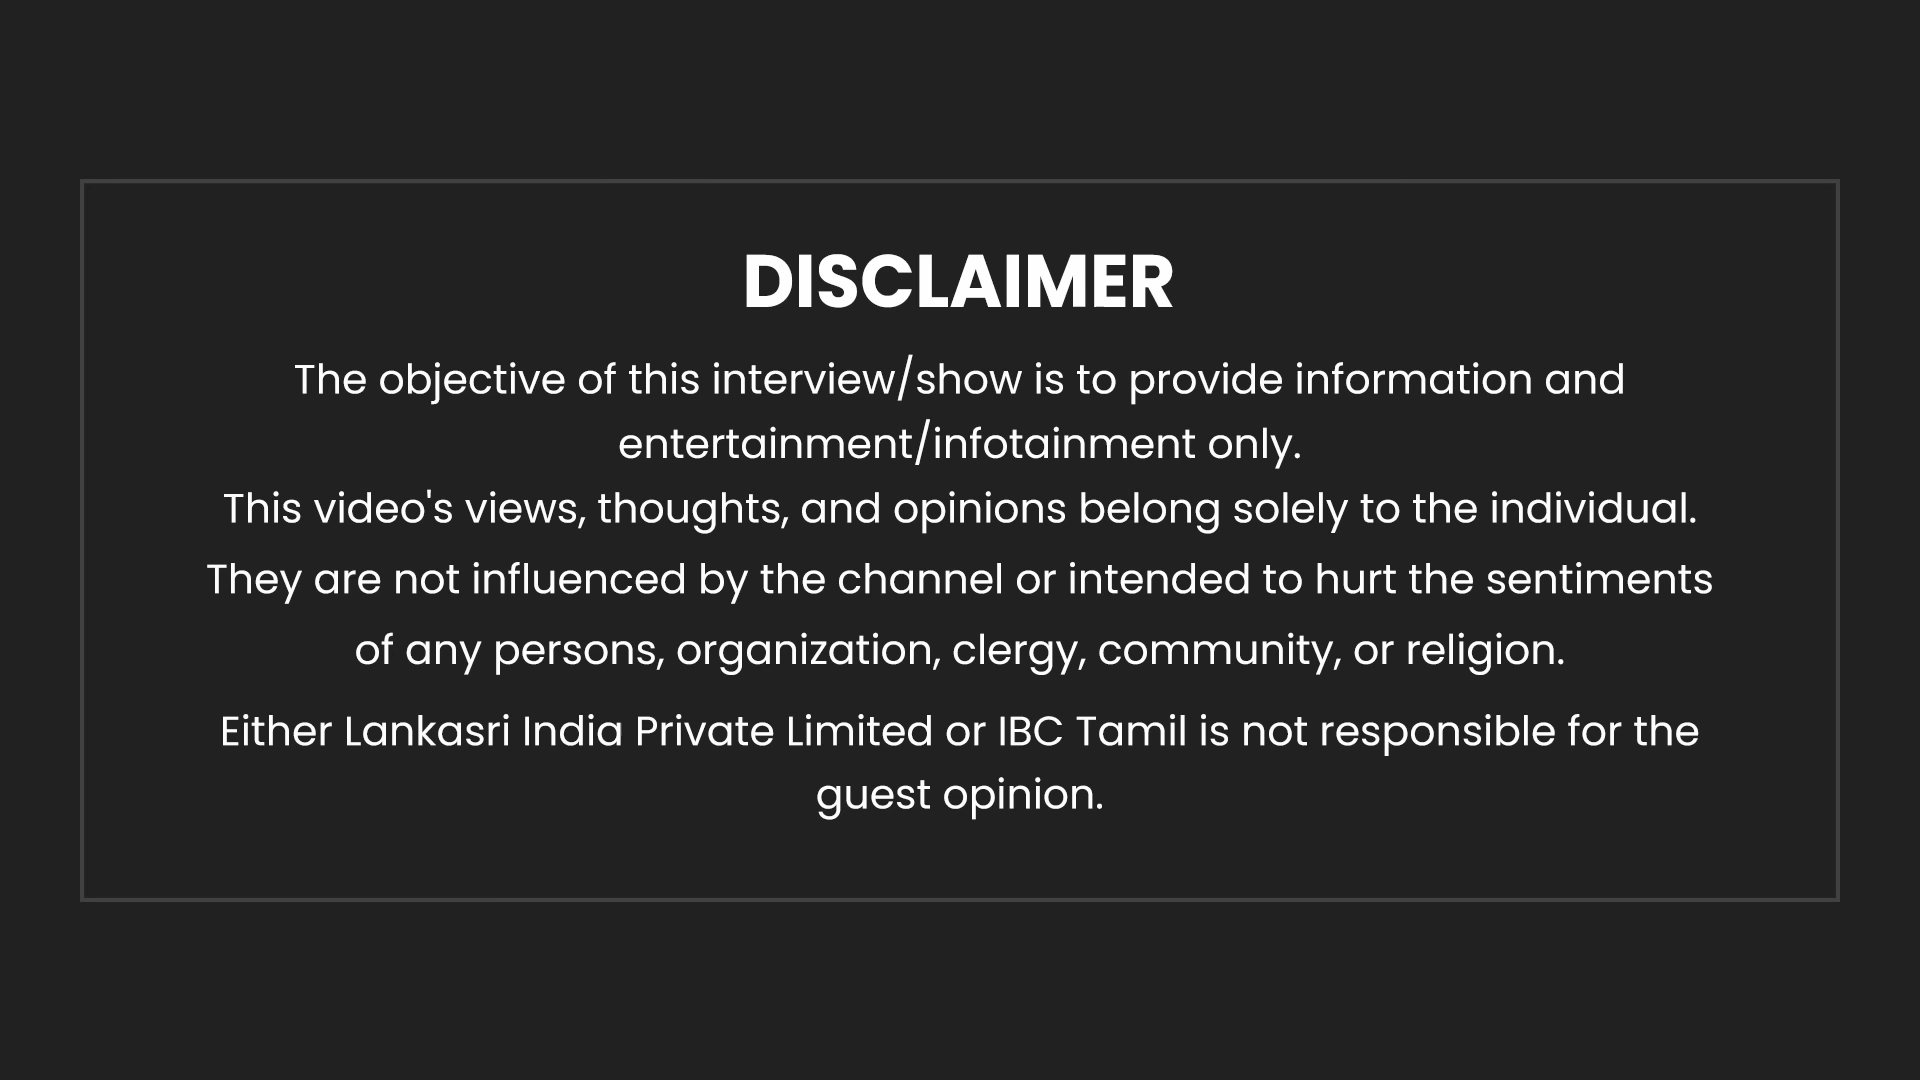 DISCLAIMER
The objective of this interview/show is to provide information and
entertainment/infotainment only.
This video's views, thoughts, and opinions belong solely to the individual.
They are not influenced by the channel or intended to hurt the sentiments
of any persons, organization, clergy, community, or religion.
Either Lankasri India Private Limited or IBC Tamil is not responsible for the
guest opinion.